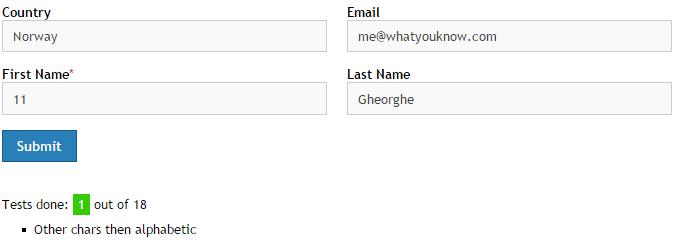 Country Email
Norway me@whatyouknow.com
First Name* Last Name
11 Gheorghe
Submit
Tests done: 1 out of 18
Other chars then alphabetic